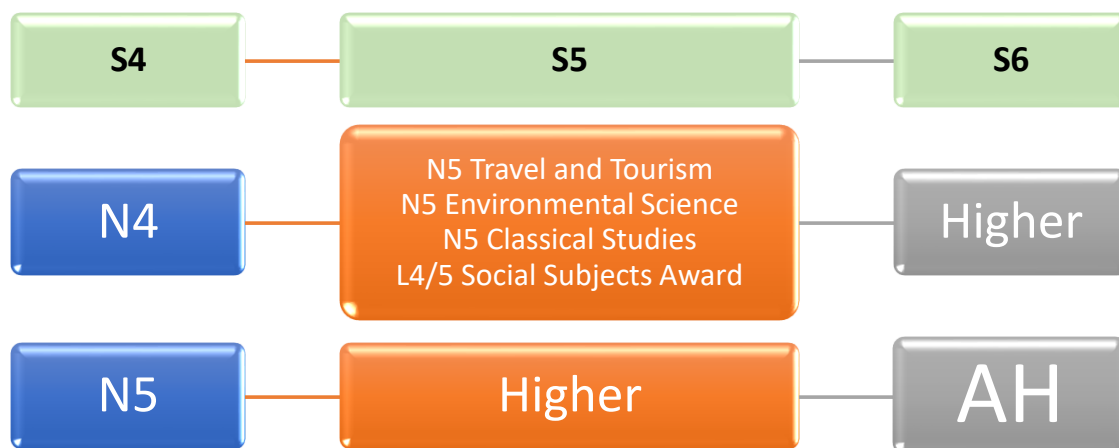 S4
S5
S6
N4
N5 Travel and Tourism
N5 Environmental Science
N5 Classical Studies
L4/5 Social Subjects Award
Higher
N5
Higher
AH